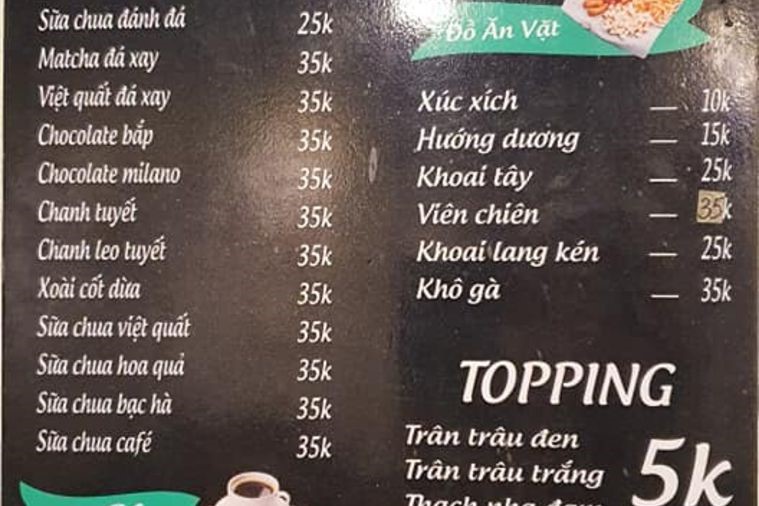 Sữa chua đánh đá 25k
Matcha đá xay 35k
Việt quất đá xay 35k
Chocolate bắp 35k
Chocolate milano 35k
Chanh tuyết 35k
Chanh leo tuyết 35k
Xoài cốt dừa 35k
Sữa chua việt quất 35k
Sữa chua hoa quả 35k
Sữa chua bạc hà 35k
Sữa chua café 35k
Đồ Ăn Vặt
Xúc xích — 10k
Hướng dương — 15k
Khoai tây — 25k
Viên chiên — 35k
Khoai lang kén — 25k
Khô gà — 35k
TOPPING
Trân trâu đen
Trân trâu trắng
5k